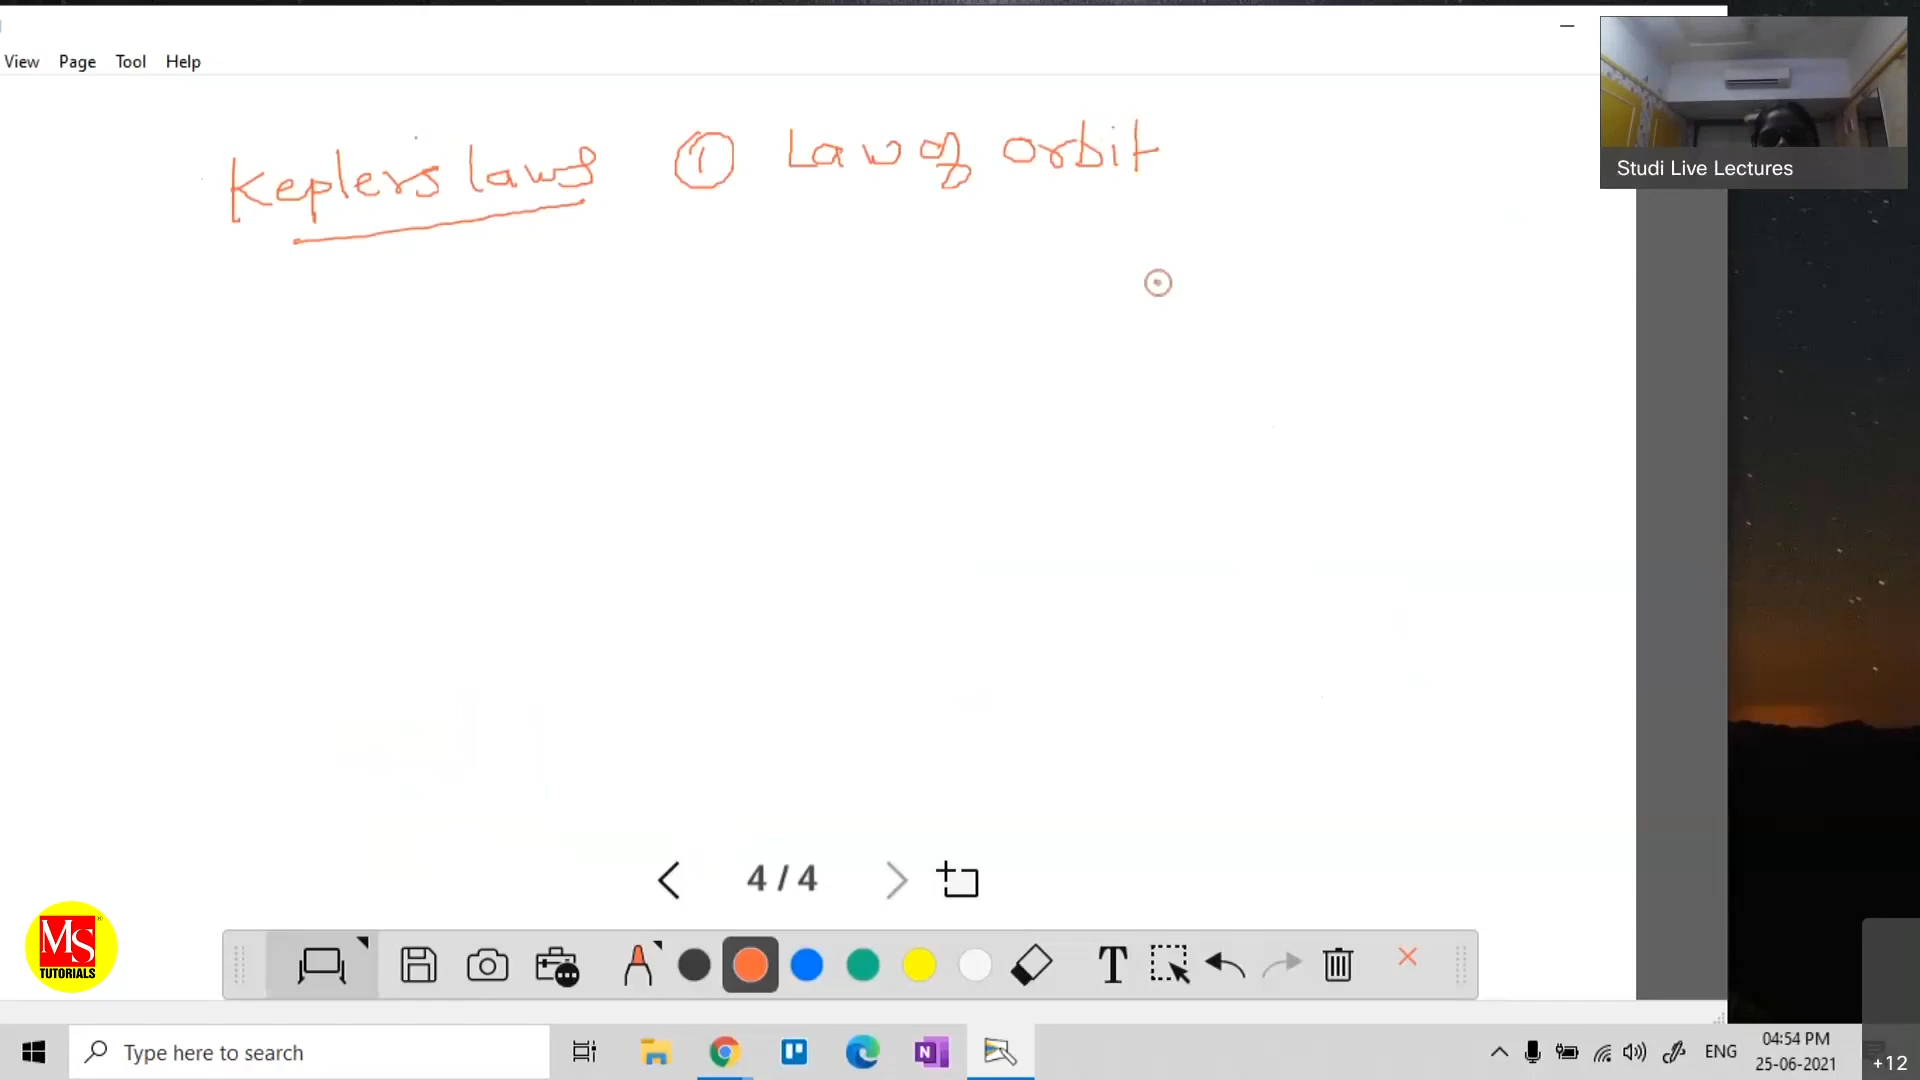 View Page Tool Help
Studi Live Lectures
Keplers laws ① Law of orbit
4 / 4
MS
TUTORIALS
T
Type here to search
N
ENG
04:54 PM
25-06-2021
+12